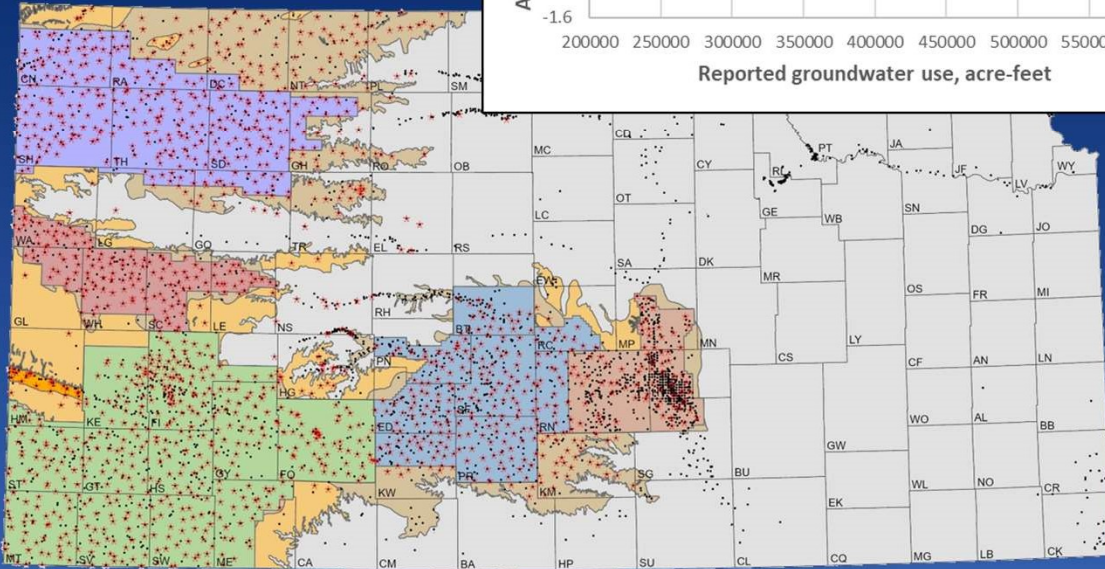 A
-1.6
200000 250000 300000 350000 400000 450000 500000 55000
Reported groundwater use, acre-feet
CN RA DC NT PL SM
CD MC CY PT RL JA JF WY LV
SH TH SD GH RO OB
OT GE WB SN
WA LG GO TR EL RS LC DG JO
SA DK MR OS FR MI
GL WH SC LE NS RH BT EW
PN RC MP MN CS LY LN
HM KE FI HG ED SF RN CF AN
WO AL BB
ST GT HS GY FO PR KM SG BU GW
KW EK WL NO CR
MT SV SW ME CA CM BA HP SU CL CQ MG LB CK